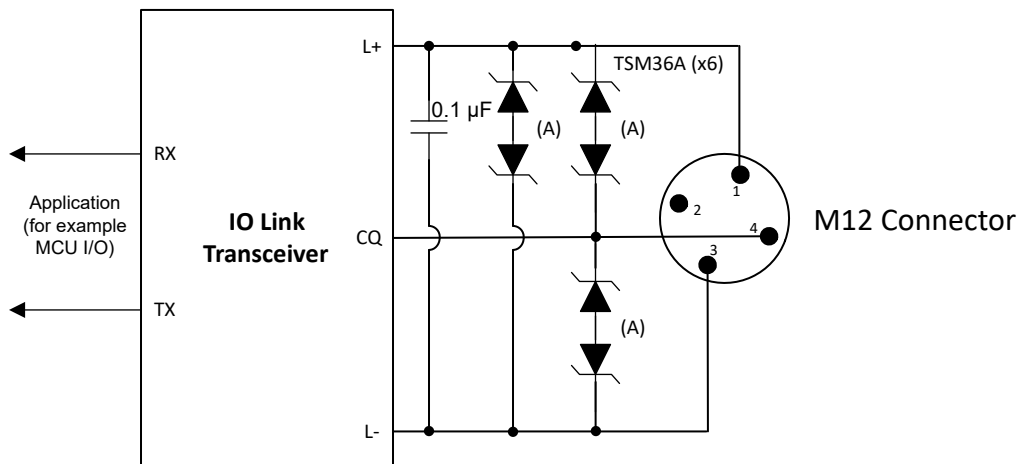 L+
TSM36A (x6)
0.1 µF
(A)
(A)
RX
1
2
M12 Connector
Application
(for example
MCU I/O)
IO Link
Transceiver
CQ
4
3
TX
(A)
L-